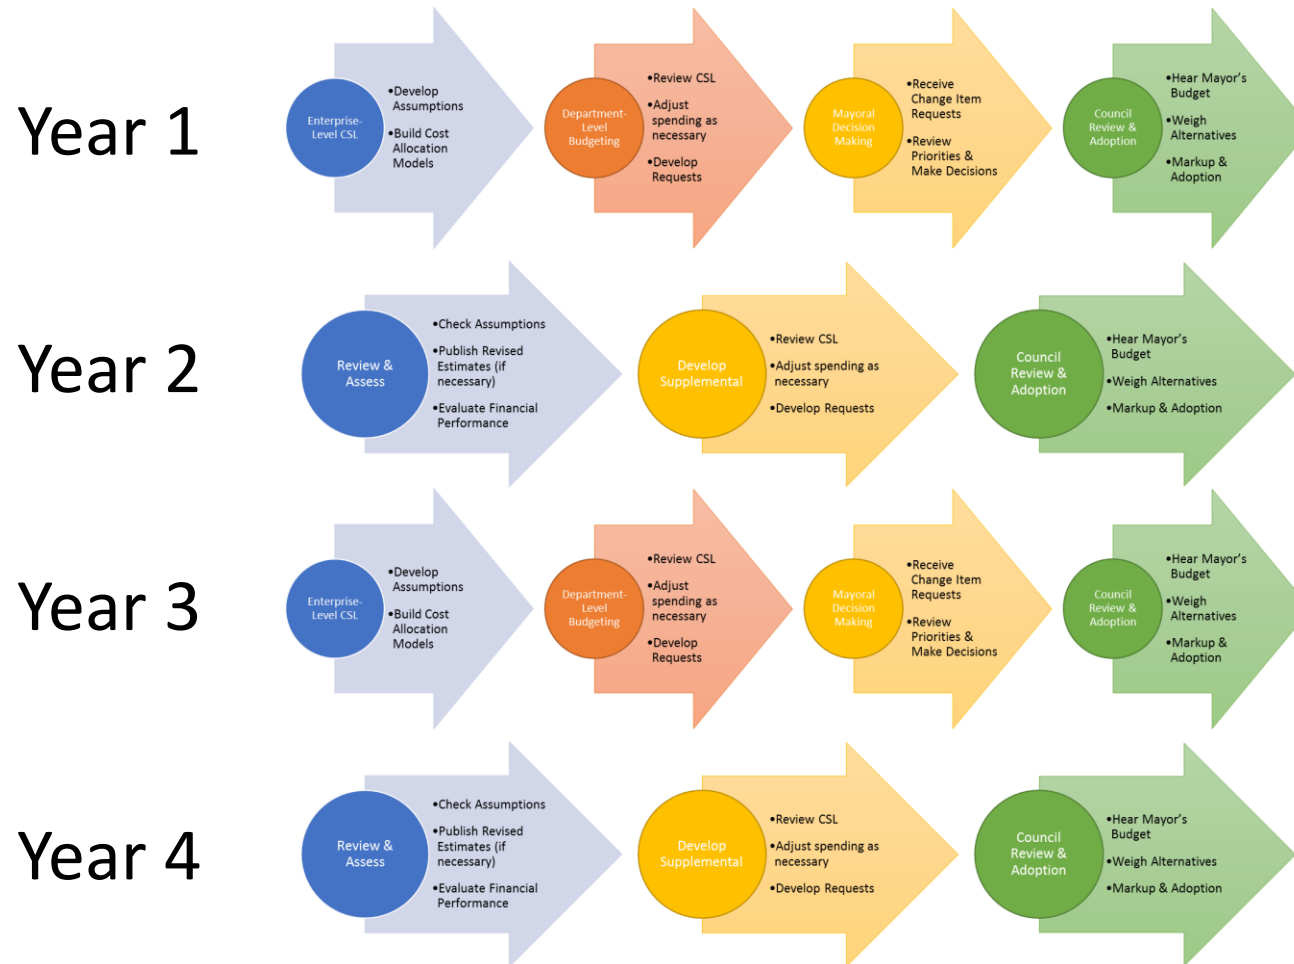 Year 1
Enterprise-
Level CSL
•Develop
Assumptions
•Build Cost
Allocation
Models
Department-
Level
Budgeting
•Review CSL
•Adjust
spending as
necessary
•Develop
Requests
Mayoral
Decision
Making
•Receive
Change Item
Requests
•Review
Priorities &
Make Decisions
Council
Review &
Adoption
•Hear Mayor's
Budget
•Weigh
Alternatives
•Markup &
Adoption
Year 2
Review &
Assess
•Check Assumptions
•Publish Revised
Estimates (if
necessary)
•Evaluate Financial
Performance
Develop
Supplemental
•Review CSL
•Adjust spending as
necessary
•Develop Requests
Council
Review &
Adoption
•Hear Mayor's
Budget
•Weigh Alternatives
•Markup & Adoption
Year 3
Enterprise-
Level CSL
•Develop
Assumptions
•Build Cost
Allocation
Models
Department-
Level
Budgeting
•Review CSL
•Adjust
spending as
necessary
•Develop
Requests
Mayoral
Decision
Making
•Receive
Change Item
Requests
•Review
Priorities &
Make Decisions
Council
Review &
Adoption
•Hear Mayor's
Budget
•Weigh
Alternatives
•Markup &
Adoption
Year 4
Review &
Assess
•Check Assumptions
•Publish Revised
Estimates (if
necessary)
•Evaluate Financial
Performance
Develop
Supplemental
•Review CSL
•Adjust spending as
necessary
•Develop Requests
Council
Review &
Adoption
•Hear Mayor's
Budget
•Weigh Alternatives
•Markup & Adoption